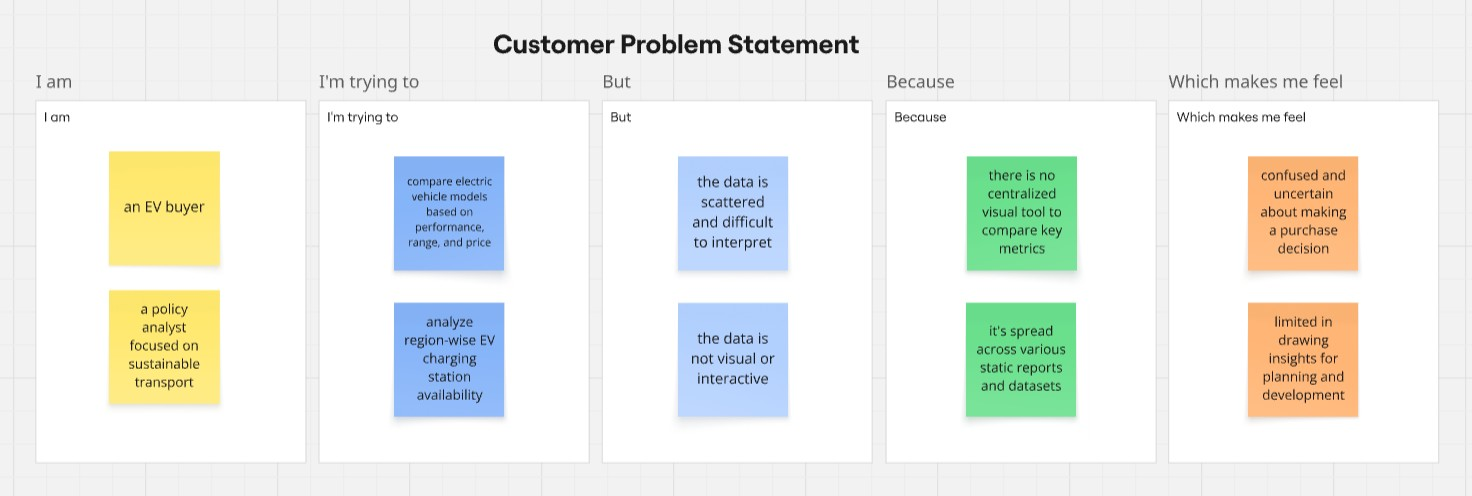 Customer Problem Statement
I am
I'm trying to
But
Because
Which makes me feel
I am
an EV buyer
a policy
analyst
focused on
sustainable
transport
I'm trying to
compare electric
vehicle models
based on
performance,
range, and price
analyze
region-wise EV
charging
station
availability
But
the data is
scattered
and difficult
to interpret
the data is
not visual or
interactive
Because
there is no
centralized
visual tool to
compare key
metrics
it's spread
across various
static reports
and datasets
Which makes me feel
confused and
uncertain
about making
a purchase
decision
limited in
drawing
insights for
planning and
development